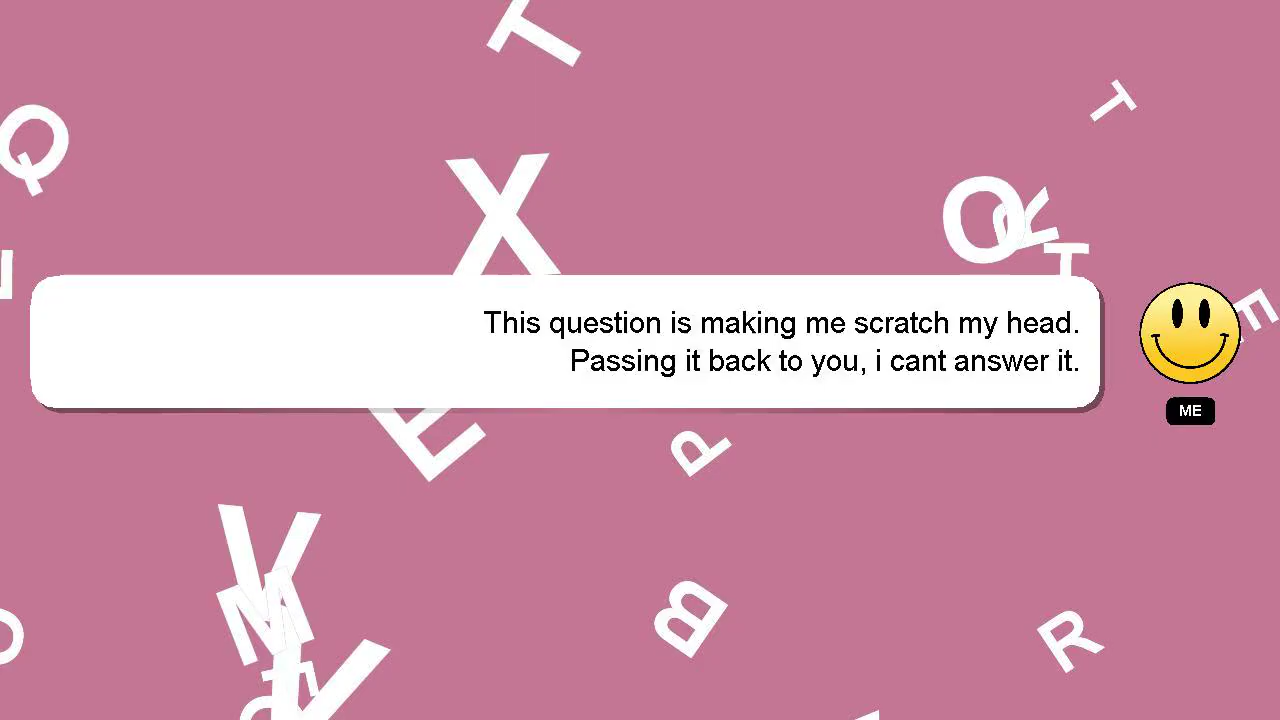 T
T
Q
X
O
R
T
E
This question is making me scratch my head.
Passing it back to you, i cant answer it.
ME
E
P
V
M
B
R
V